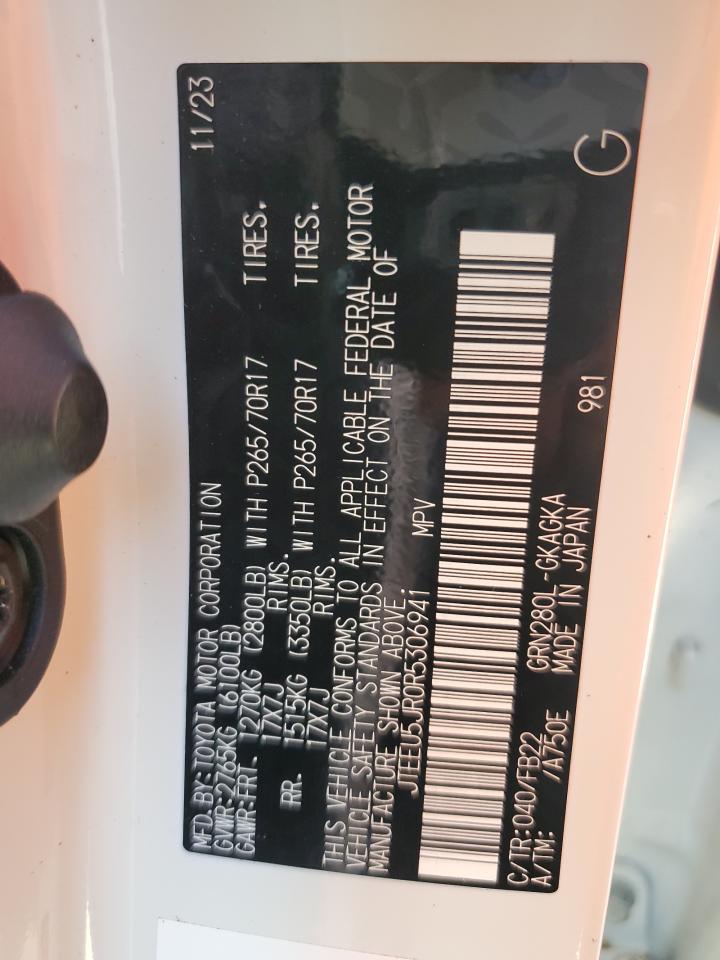 MFD. BY: TOYOTA MOTOR CORPORATION 11/23
GVWR: 2765KG (6100LB)
GAWR: FRT. 1270KG (2800LB) WITH P265/70R17 TIRES,
17X7J RIMS.
RR. 1515KG (3350LB) WITH P265/70R17 TIRES,
17X7J RIMS.
THIS VEHICLE CONFORMS TO ALL APPLICABLE FEDERAL MOTOR
VEHICLE SAFETY STANDARDS IN EFFECT ON THE DATE OF
MANUFACTURE SHOWN ABOVE.
JTEEU5JR0R5306941 MPV
C/TR: 040/FB22 GRN280L-GKAGKA 981 G
A/TM: /A750E MADE IN JAPAN